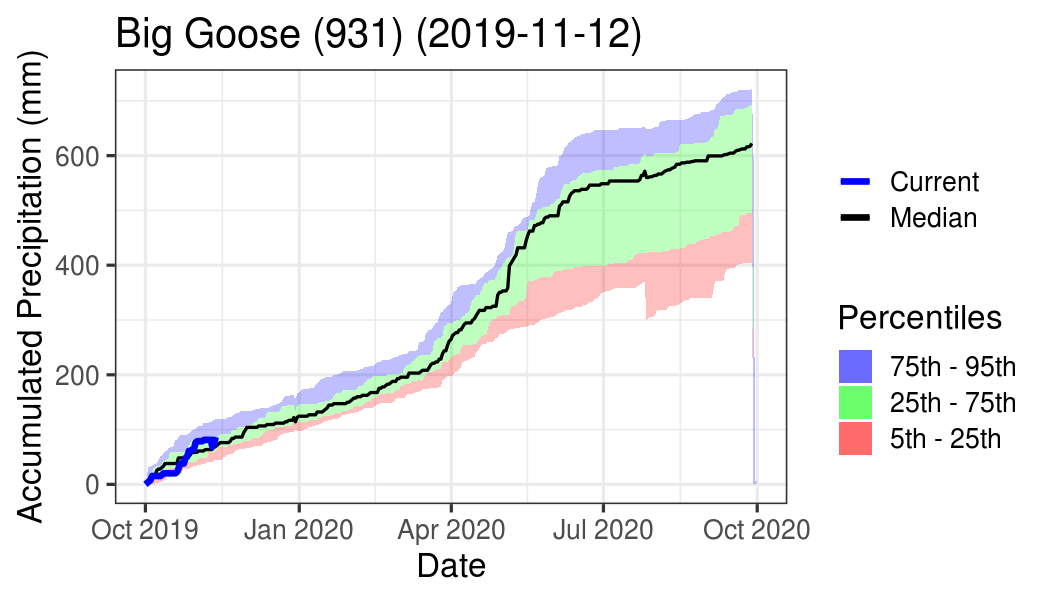 Big Goose (931) (2019-11-12)
Accumulated Precipitation (mm)
600
400
200
0
Oct 2019
Jan 2020
Apr 2020
Jul 2020
Oct 2020
Date
Current
Median
Percentiles
75th - 95th
25th - 75th
5th - 25th